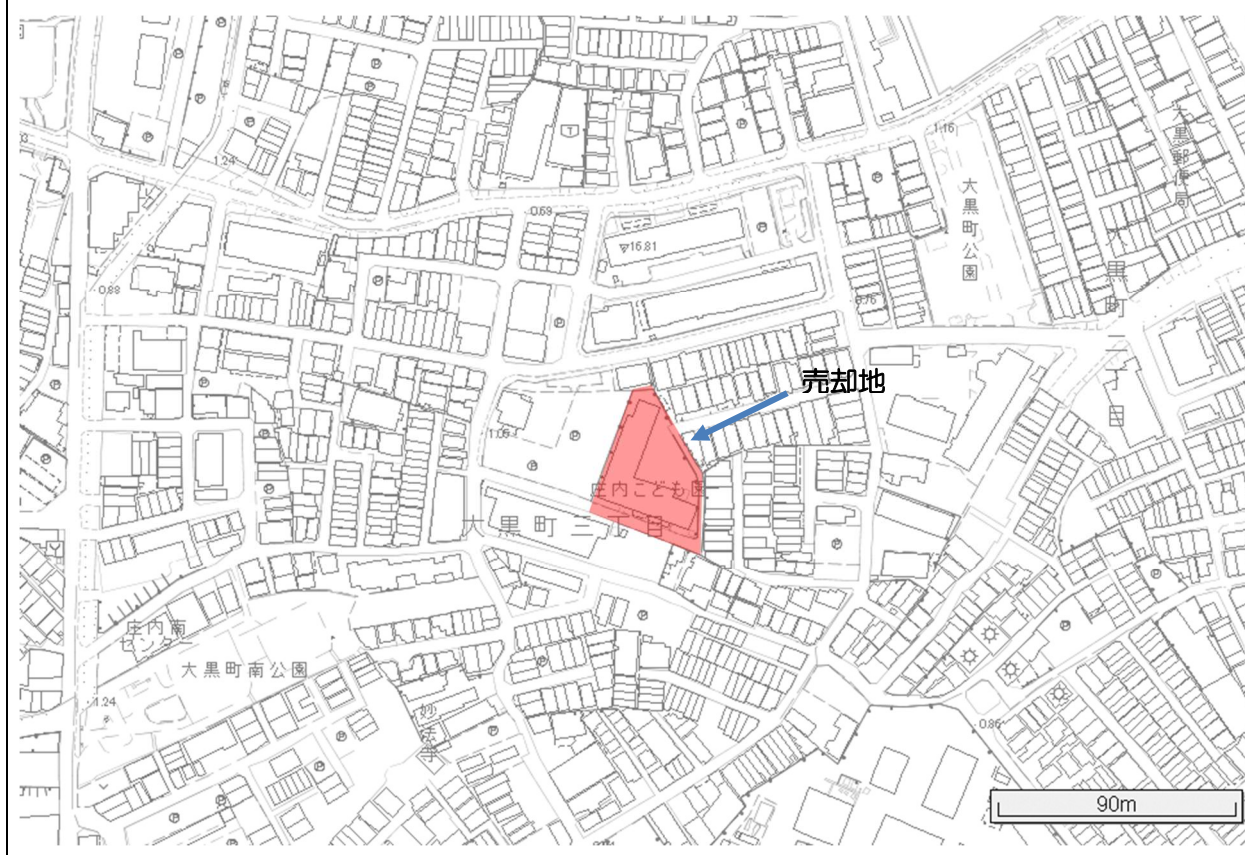 1.24
大黒町公園
1.16
大黒郵便局
0.69
16.81
大黒町二丁目
0.88
0.76
売却地
1.05
庄内こども園
大黒町三丁目
庄内南
センター
大黒町南公園
妙法寺
1.24
0.86
90m